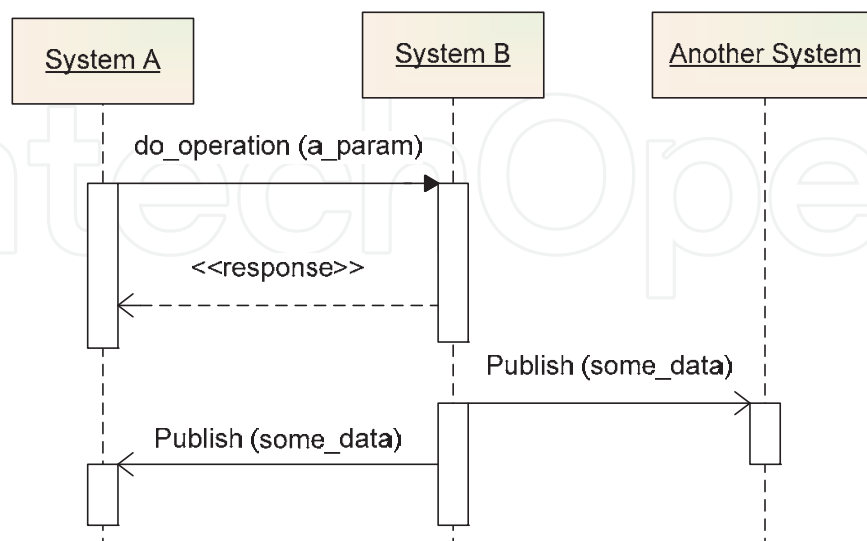 System A
System B
Another System
do_operation (a_param)
<<response>>
Publish (some_data)
Publish (some_data)